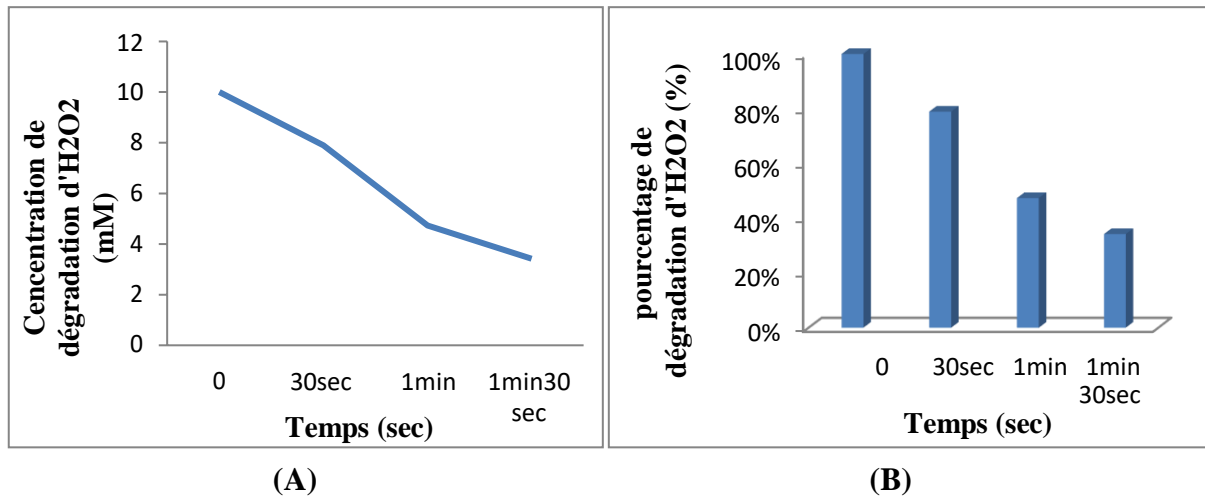 Cencentration de
dégradation d'H2O2
(mM)
12
10
8
6
4
2
0
0
30sec
1min
1min30
sec
Temps (sec)
(A)
pourcentage de
dégradation d'H2O2 (%)
100%
80%
60%
40%
20%
0%
0
30sec
1min
1min
30sec
Temps (sec)
(B)